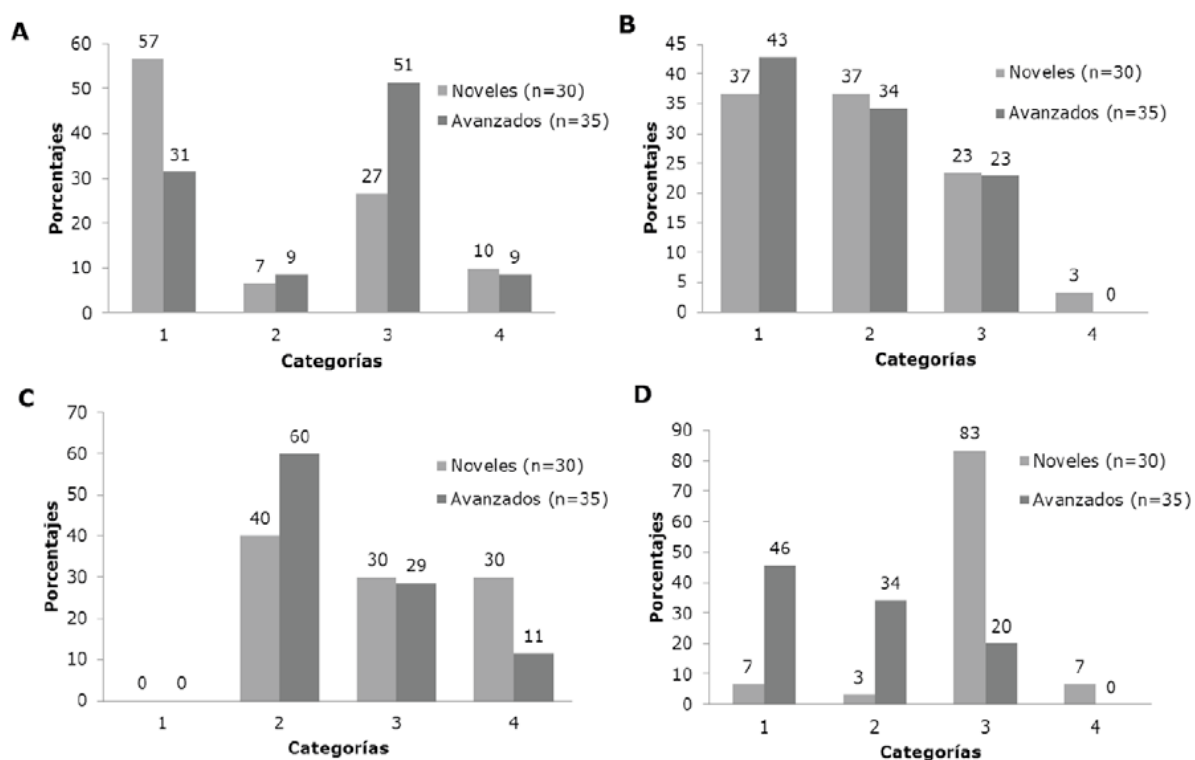 A
60
50
40
30
20
10
0
Porcentajes
57
31
7
9
27
51
10
9
1 2 3 4
Categorías
Noveles (n=30)
Avanzados (n=35)
B
45
40
35
30
25
20
15
10
5
0
Porcentajes
37
43
37
34
23
23
3
0
1 2 3 4
Categorías
Noveles (n=30)
Avanzados (n=35)
C
70
60
50
40
30
20
10
0
Porcentajes
0
0
40
60
30
29
30
11
1 2 3 4
Categorías
Noveles (n=30)
Avanzados (n=35)
D
90
80
70
60
50
40
30
20
10
0
Porcentajes
7
46
3
34
83
20
7
0
1 2 3 4
Categorías
Noveles (n=30)
Avanzados (n=35)